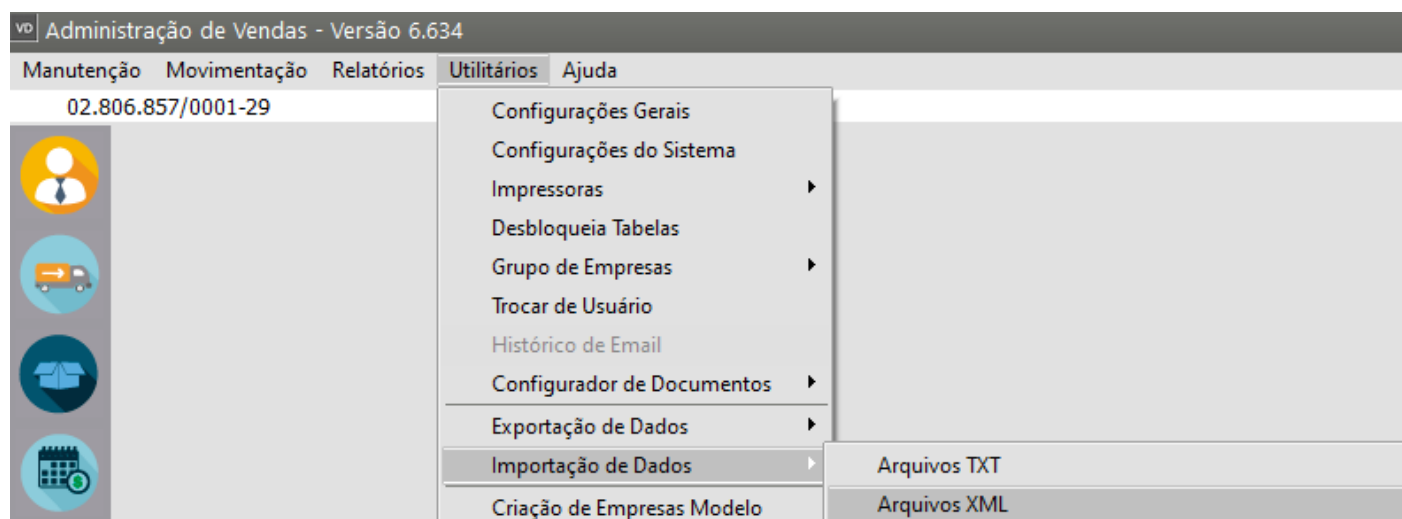 VD Administração de Vendas - Versão 6.634
Manutenção Movimentação Relatórios Utilitários Ajuda
02.806.857/0001-29
Configurações Gerais
Configurações do Sistema
Impressoras
Desbloqueia Tabelas
Grupo de Empresas
Trocar de Usuário
Histórico de Email
Configurador de Documentos
Exportação de Dados
Importação de Dados
Arquivos TXT
Criação de Empresas Modelo
Arquivos XML